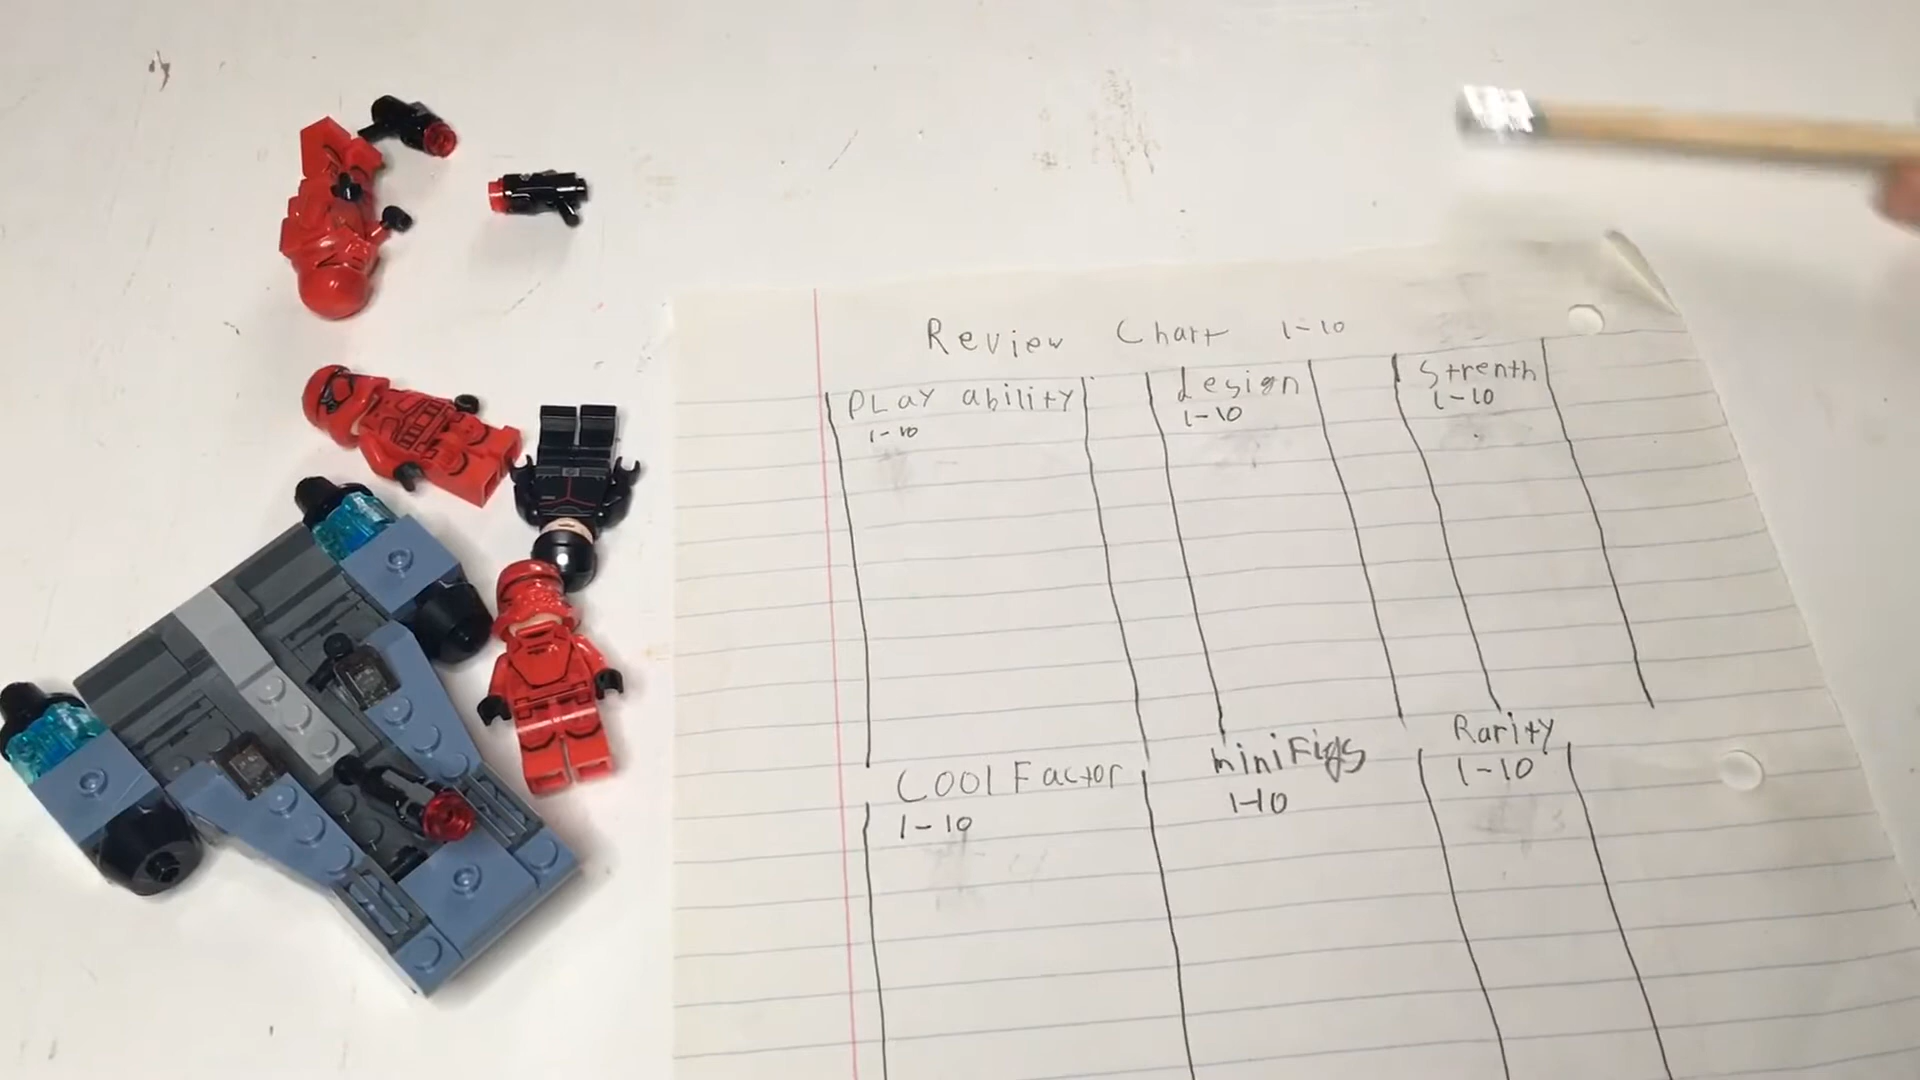 Review Chart 1-10
PLay ability
1-10
design
1-10
Strenth
1-10
Cool Factor
1-10
miniFigs
1-10
Rarity
1-10